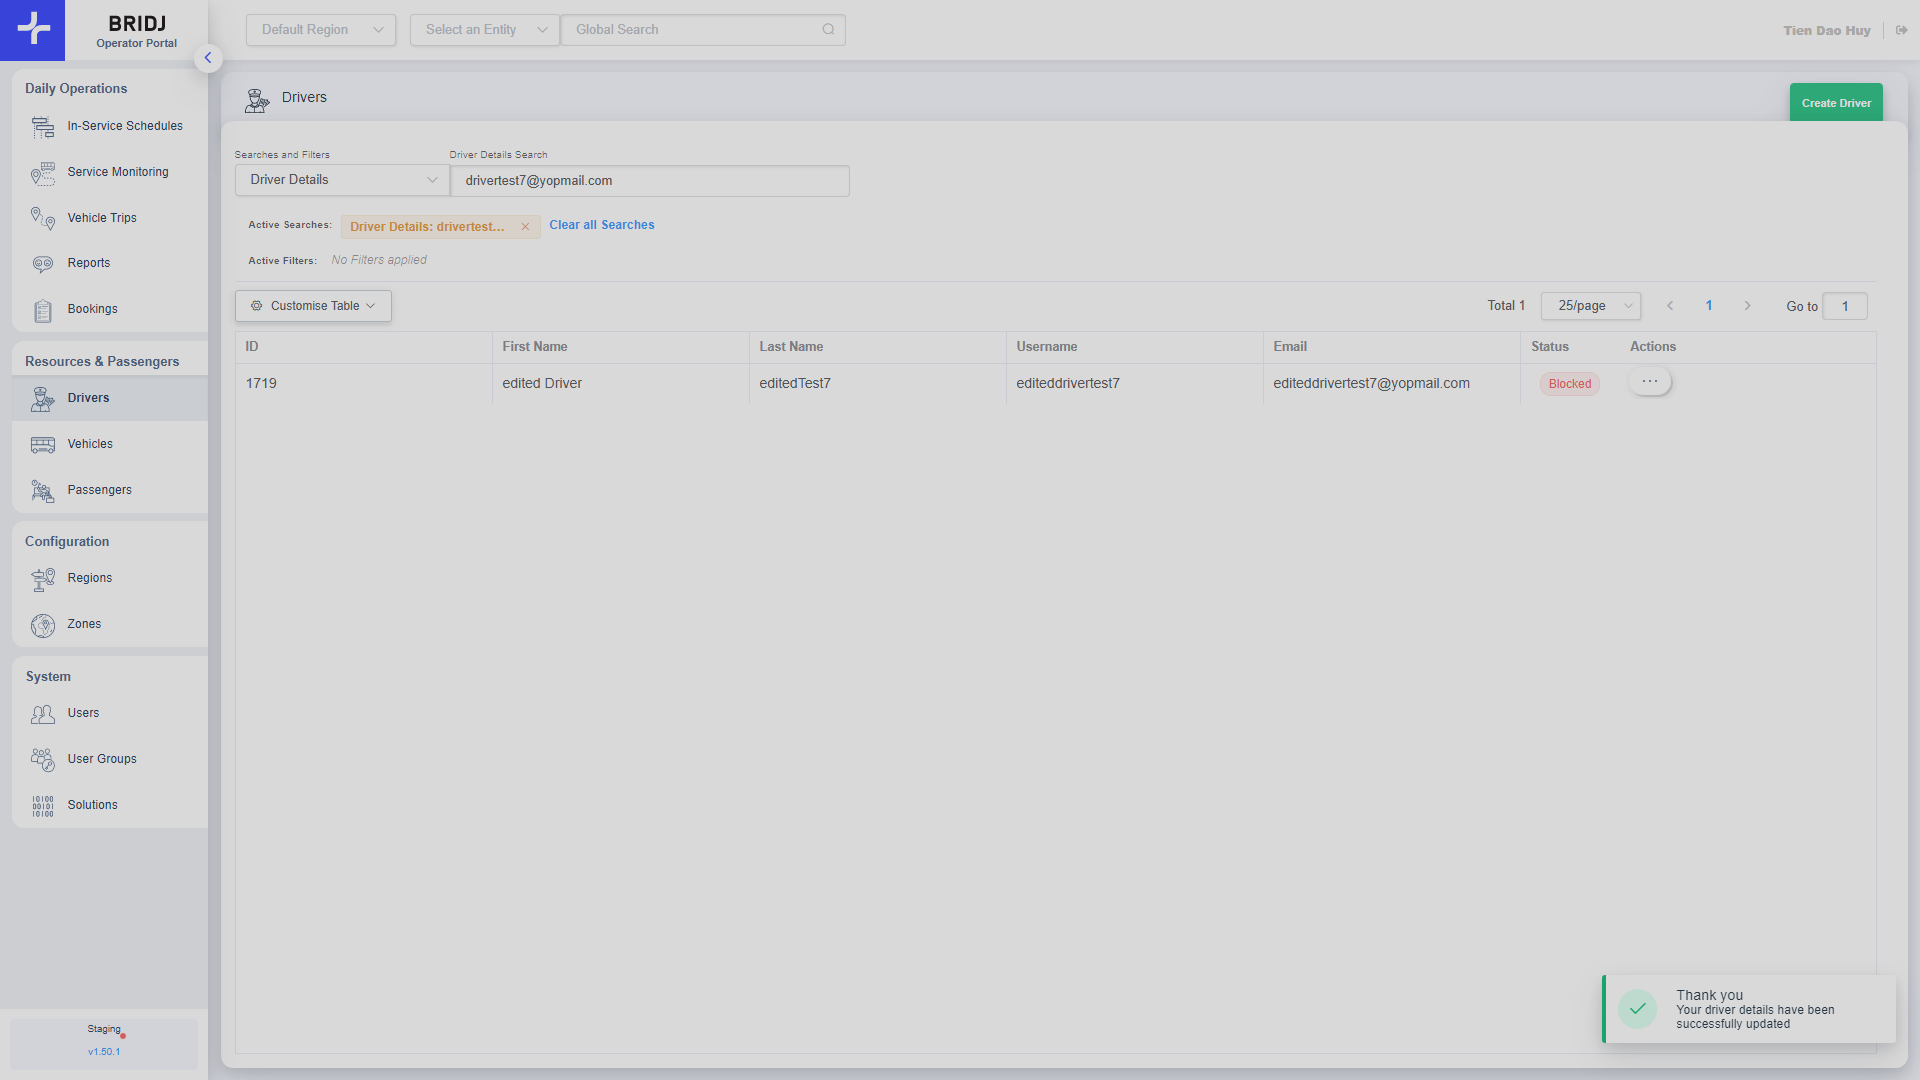 BRIDJ
Operator Portal
Default Region
Select an Entity
Global Search
Tien Dao Huy
Daily Operations
In-Service Schedules
Service Monitoring
Vehicle Trips
Reports
Bookings
Resources & Passengers
Drivers
Vehicles
Passengers
Configuration
Regions
Zones
System
Users
User Groups
Solutions
Staging
v1.50.1
Drivers
Create Driver
Searches and Filters
Driver Details Search
Driver Details
drivertest7@yopmail.com
Active Searches:
Driver Details: drivertest...
Clear all Searches
Active Filters:
No Filters applied
Customise Table
Total 1
25/page
1
Go to
1
ID
First Name
Last Name
Username
Email
Status
Actions
1719
edited Driver
editedTest7
editeddrivertest7
editeddrivertest7@yopmail.com
Blocked
Thank you
Your driver details have been
successfully updated